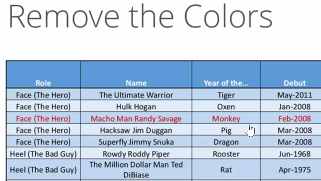 Remove the Colors
Role Name Year of the... Debut
Face (The Hero) The Ultimate Warrior Tiger May-2011
Face (The Hero) Hulk Hogan Oxen Jan-2008
Face (The Hero) Macho Man Randy Savage Monkey Feb-2008
Face (The Hero) Hacksaw Jim Duggan Pig Mar-2008
Face (The Hero) Superfly Jimmy Snuka Dragon Mar-2008
Heel (The Bad Guy) Rowdy Roddy Piper Rooster Jun-1968
Heel (The Bad Guy) The Million Dollar Man Ted
DiBiase Rat Apr-1975